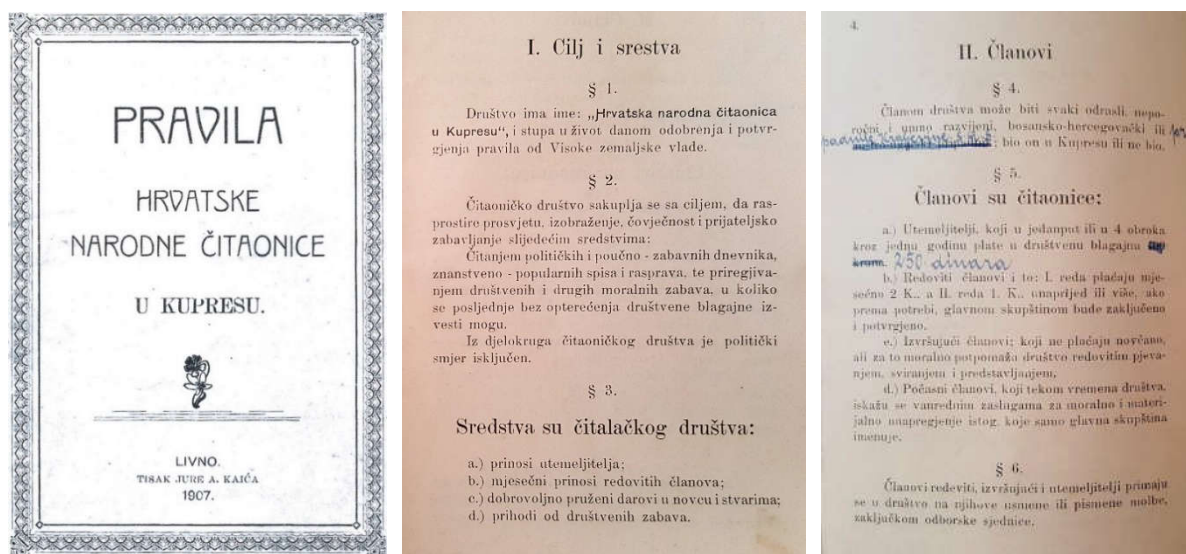 PRAVILA
HRVATSKE
NARODNE ČITAONICE
U KUPRESU.
LIVNO.
TISAK JURE A. KAIĆA
1907.
I. Cilj i srestva
§ 1.
Društvo ima ime: „Hrvatska narodna čitaonica
u Kupresu“, i stupa u život danom odobrenja i potvr-
gjenja pravila od Visoke zemaljske vlade.
§ 2.
Čitaoničko društvo sakuplja se sa ciljem, da ras-
prostire prosvjetu, izobraženje, čovječnost i prijateljsko
zabavljanje slijedećim sredstvima:
Čitanjem političkih i poučno - zabavnih dnevnika,
znanstveno - popularnih spisa i rasprava, te priregjiva-
njem društvenih i drugih moralnih zabava, u koliko
se posljednje bez opterećenja društvene blagajne iz-
vesti mogu.
Iz djelokruga čitaoničkog društva je politički
smjer isključen.
§ 3.
Sredstva su čitalačkog društva:
a.) prinosi utemeljitelja;
b.) mjesečni prinosi redovitih članova;
c.) dobrovoljno pruženi darovi u novcu i stvarima;
d.) prihodi od društvenih zabava.
4.
II. Članovi
§ 4.
Članom društva može biti svaki odrasli, nepo-
ročni i umno razvijeni, bosansko-hercegovački ili
; bio on u Kupresu ili ne bio.
§ 5.
Članovi su čitaonice:
a.) Utemeljitelji, koji u jedanput ili u 4 obroka
kroz jednu godinu plate u društvenu blagajnu
krune. 250 dinara
b.) Redoviti članovi i to: I. reda plaćaju mje-
sečno 2 K., a II. reda 1. K., unaprijed ili više, ako
prema potrebi, glavnom skupštinom bude zaključeno
i potvrgjeno.
e.) Izvršujući članovi; koji ne plaćaju novčano,
ali za to moralno potpomažu društvo redovitim pjeva-
njem, sviranjem i predstavljanjem,
d.) Počasni članovi, koji tekom vremena društva,
iskažu se vanrednim zaslugama za moralno i materi-
jalno unapregjenje istog, koje samo glavna skupština
imenuje.
§ 6.
Članovi redeviti, izvršujući i utemeljitelji primaju
se u društvo na njihove usmene ili pismene molbe,
zaključkom odborske sjednice.